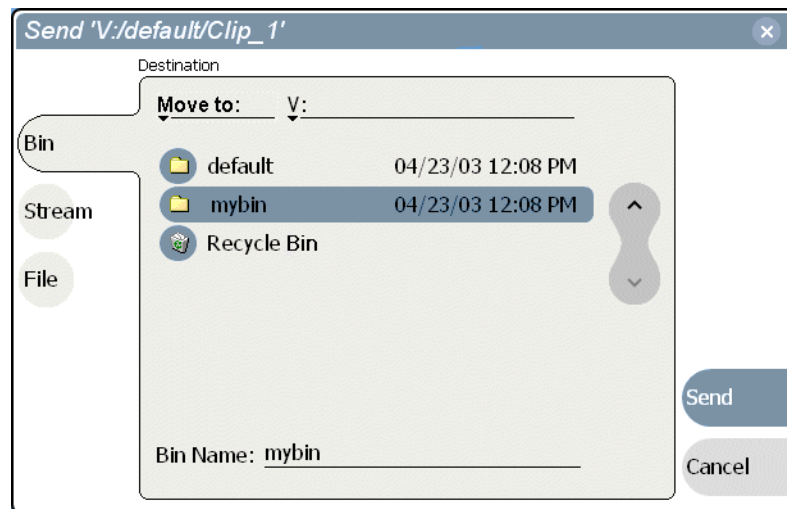 Send 'V:/default/Clip_1'
Destination
Move to: V:
Bin
default 04/23/03 12:08 PM
mybin 04/23/03 12:08 PM
Stream
Recycle Bin
File
Send
Bin Name: mybin
Cancel